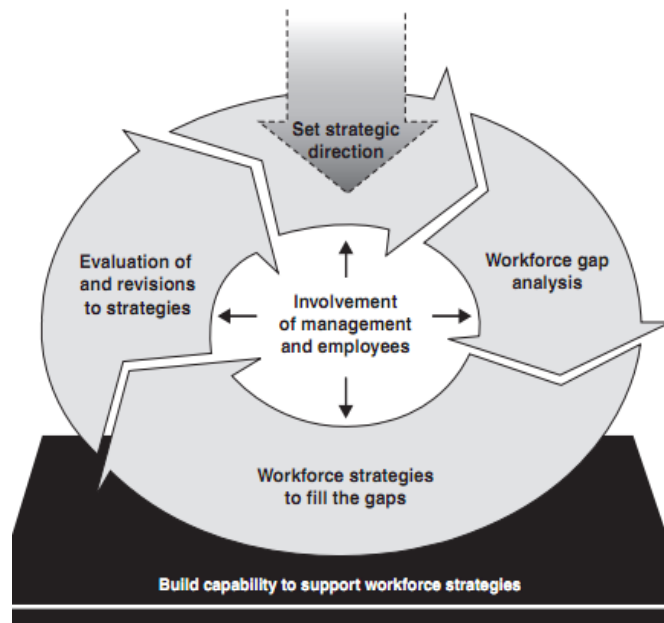 Set strategic
direction
Evaluation of
and revisions
to strategies
Workforce gap
analysis
Involvement
of management
and employees
Workforce strategies
to fill the gaps
Build capability to support workforce strategies